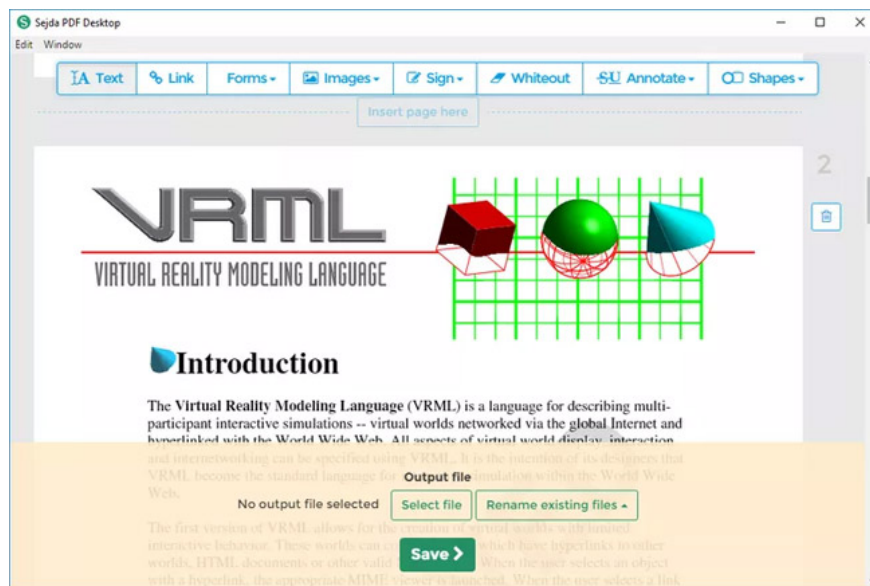 Sejda PDF Desktop
Edit Window
Text Link Forms Images Sign Whiteout SU Annotate Shapes
Insert page here
2
VRML
VIRTUAL REALITY MODELING LANGUAGE
Introduction
The Virtual Reality Modeling Language (VRML) is a language for describing multi-
participant interactive simulations -- virtual worlds networked via the global Internet and
hyperlinked with the World Wide Web. All aspects of virtual world display, interaction
and internetworking can be specified using VRML. It is the intention of its designers that
VRML become the standard language for simulation within the World Wide
Web.
Output file
No output file selected Select file Rename existing files
The first version of VRML allows for the creation of virtual worlds with limited
interactive behaviour. These worlds can which have hyperlinks to other
worlds, HTML documents or other valid When the user selects an object
Save
with a hyperlink, the appropriate MIME viewer is launched. When the user selects a link